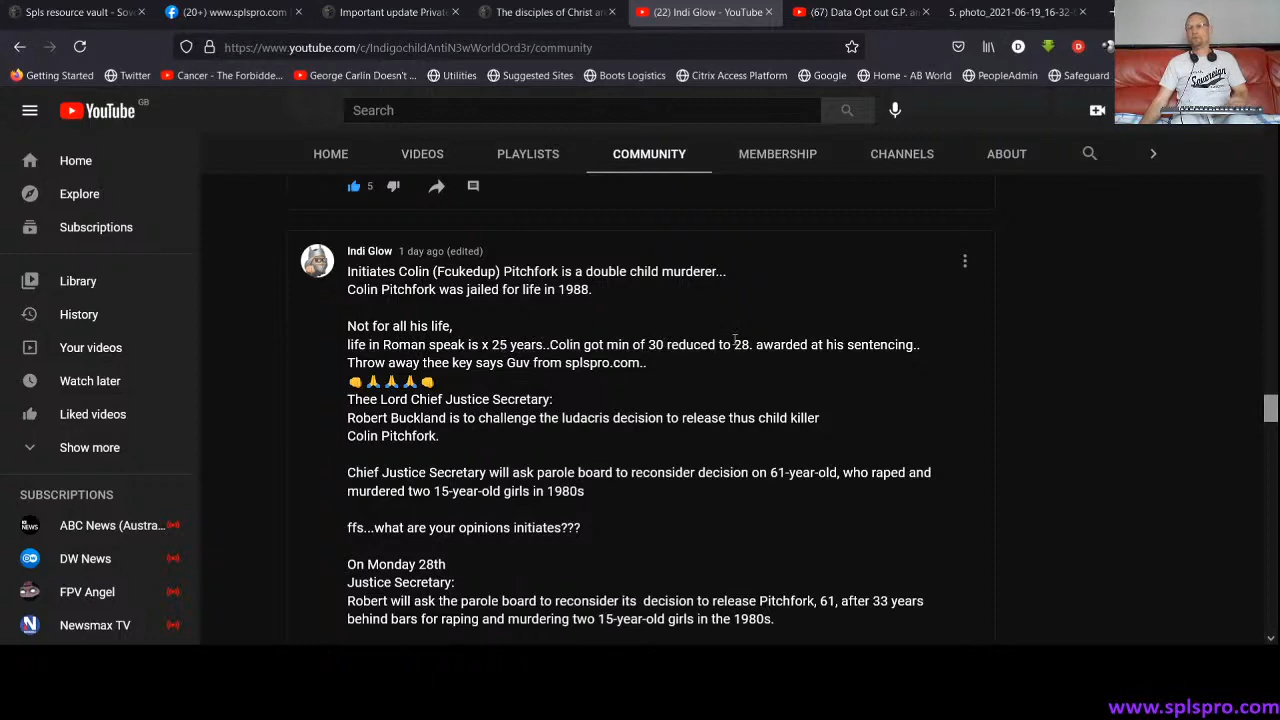 Spls resource vault - Sov
(20+) www.splspro.com
Important update Privat
The disciples of Christ ar
(22) Indi Glow - YouTube
(67) Data Opt out G.P. an
5. photo_2021-06-19_16-32-
https://www.youtube.com/c/IndigochildAntiN3wWorldOrd3r/community
Getting Started
Twitter
Cancer - The Forbidde...
George Carlin Doesn't ...
Utilities
Suggested Sites
Boots Logistics
Citrix Access Platform
Google
Home - AB World
PeopleAdmin
Safeguard
Sovereign
YouTube GB
Search
HOME VIDEOS PLAYLISTS COMMUNITY MEMBERSHIP CHANNELS ABOUT
Home
Explore
Subscriptions
Library
History
Your videos
Watch later
Liked videos
Show more
SUBSCRIPTIONS
ABC News (Austra...
DW News
FPV Angel
Newsmax TV
5
Indi Glow 1 day ago (edited)
Initiates Colin (Fcukedup) Pitchfork is a double child murderer...
Colin Pitchfork was jailed for life in 1988.
Not for all his life,
life in Roman speak is x 25 years..Colin got min of 30 reduced to 28. awarded at his sentencing..
Throw away thee key says Guv from splspro.com..
👊🙏🙏🙏👊
Thee Lord Chief Justice Secretary:
Robert Buckland is to challenge the ludacris decision to release thus child killer
Colin Pitchfork.
Chief Justice Secretary will ask parole board to reconsider decision on 61-year-old, who raped and
murdered two 15-year-old girls in 1980s
ffs...what are your opinions initiates???
On Monday 28th
Justice Secretary:
Robert will ask the parole board to reconsider its decision to release Pitchfork, 61, after 33 years
behind bars for raping and murdering two 15-year-old girls in the 1980s.
www.splspro.com